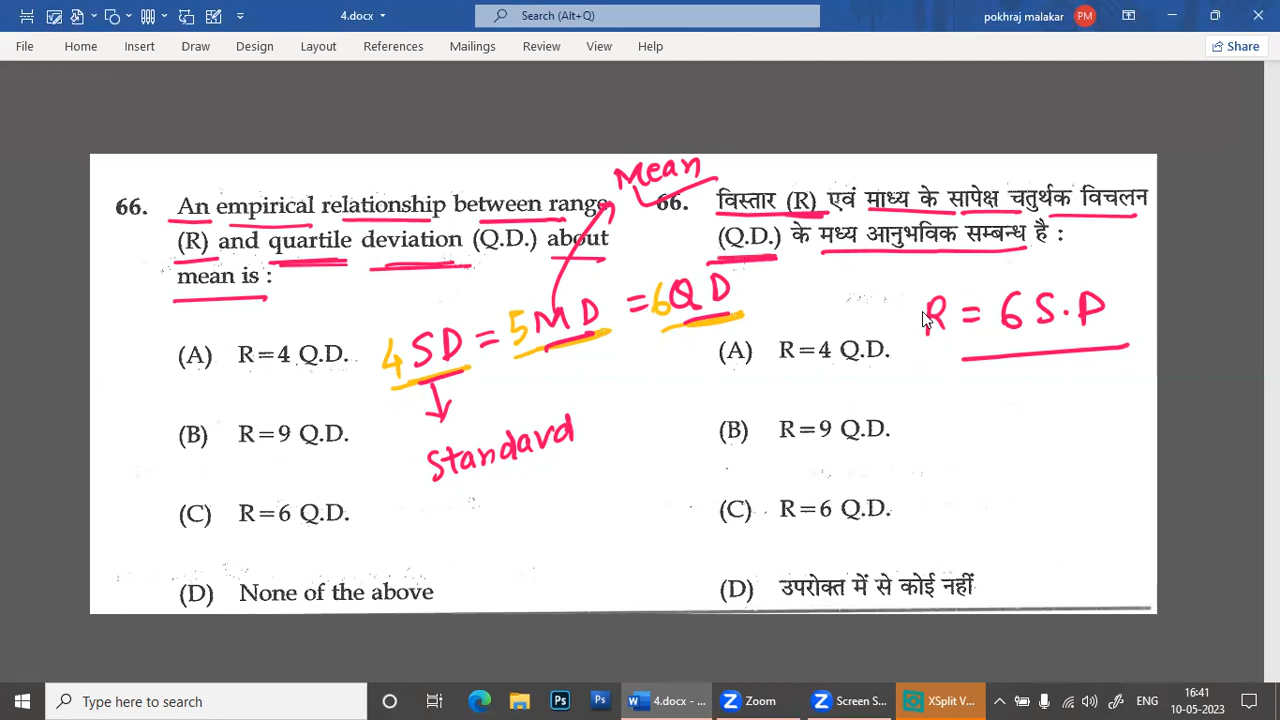 4.docx
Search (Alt+Q)
pokhraj malakar PM
File Home Insert Draw Design Layout References Mailings Review View Help Share
66. An empirical relationship between range
(R) and quartile deviation (Q.D.) about
mean is :
Mean
4SD = 5MD = 6QD
Standard
(A) R=4 Q.D.
(B) R=9 Q.D.
(C) R=6 Q.D.
(D) None of the above
66. विस्तार (R) एवं माध्य के सापेक्ष चतुर्थक विचलन
(Q.D.) के मध्य आनुभविक सम्बन्ध है :
R = 6 S.D
(A) R=4 Q.D.
(B) R=9 Q.D.
(C) R=6 Q.D.
(D) उपरोक्त में से कोई नहीं
Type here to search
Ps
Ps
4.docx - ...
Zoom
Screen S...
XSplit V...
ENG
16:41
10-05-2023